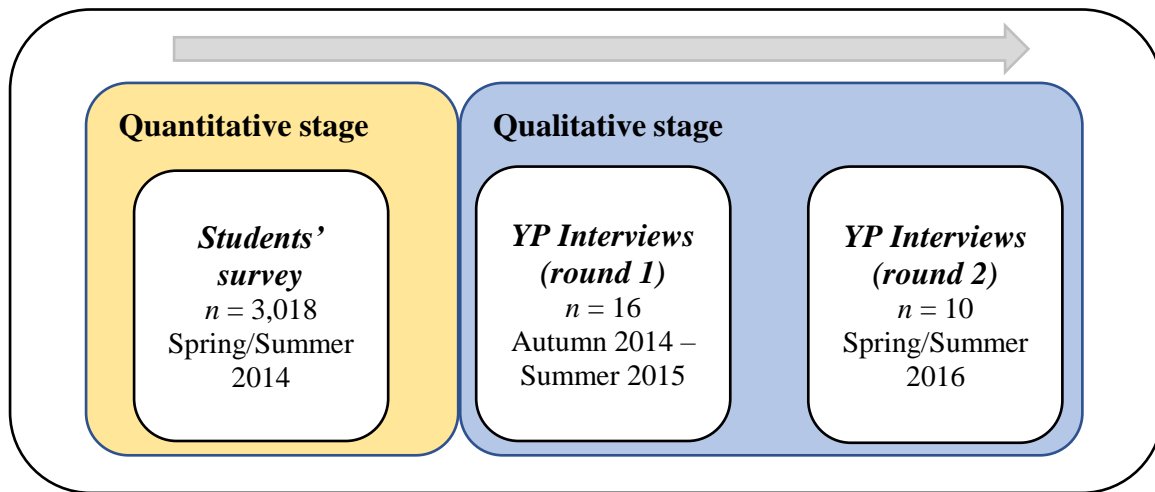 Quantitative stage
Students’
survey
n = 3,018
Spring/Summer
2014
Qualitative stage
YP Interviews
(round 1)
n = 16
Autumn 2014 –
Summer 2015
YP Interviews
(round 2)
n = 10
Spring/Summer
2016